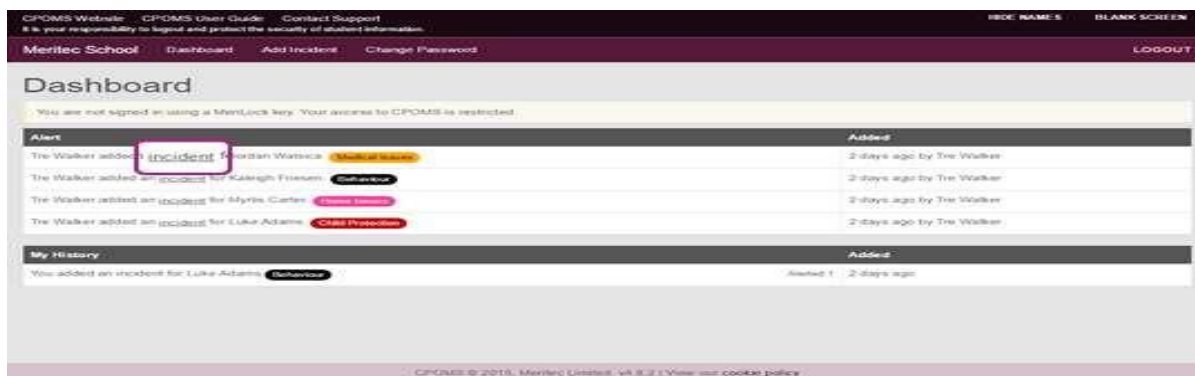 CPOMS Website CPOMS User Guide Contact Support HIDE NAMES BLANK SCREEN
It is your responsibility to logout and protect the security of student information.
Meritec School Dashboard Add Incident Change Password LOGOUT
Dashboard
You are not signed in using a MeriLock key. Your access to CPOMS is restricted.
Alert Added
Tre Walker added incident Jordan Watsica Medical Issues 2 days ago by Tre Walker
Tre Walker added an incident for Kaleigh Friesen Behaviour 2 days ago by Tre Walker
Tre Walker added an incident for Myrtis Carter Home Issues 2 days ago by Tre Walker
Tre Walker added an incident for Luke Adams Child Protection 2 days ago by Tre Walker
My History Added
You added an incident for Luke Adams Behaviour Alerted 1 2 days ago
CPOMS © 2015, Meritec Limited. v4.8.2 | View our cookie policy